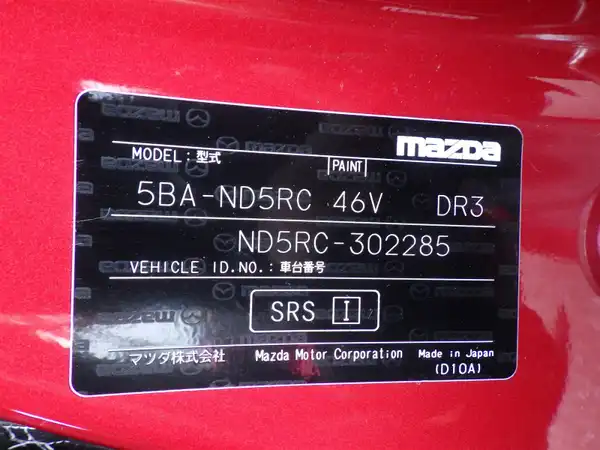 mazda
MODEL：型式 PAINT
5BA-ND5RC 46V DR3
ND5RC-302285
VEHICLE ID.NO.：車台番号
SRS I
マツダ株式会社 Mazda Motor Corporation Made in Japan
(D10A)